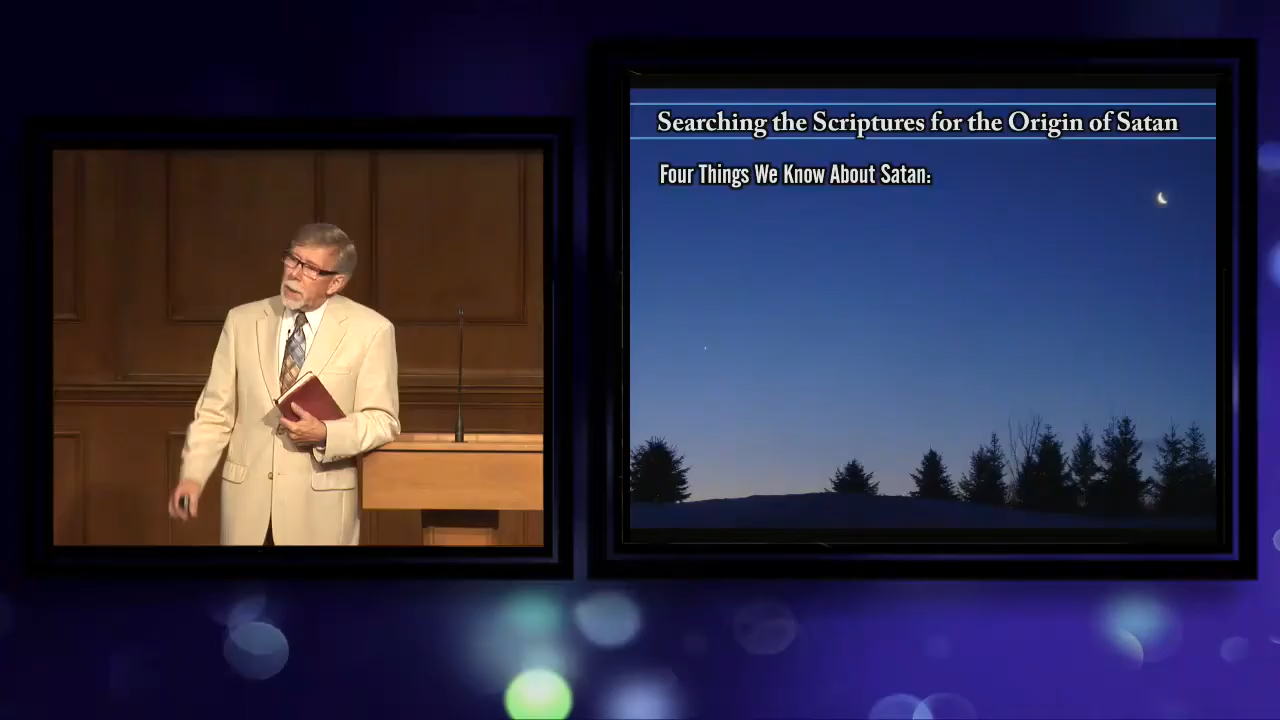 Searching the Scriptures for the Origin of Satan
Four Things We Know About Satan: